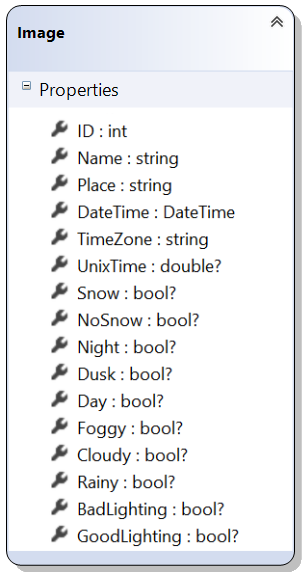 Image
Properties
ID : int
Name : string
Place : string
DateTime : DateTime
TimeZone : string
UnixTime : double?
Snow : bool?
NoSnow : bool?
Night : bool?
Dusk : bool?
Day : bool?
Foggy : bool?
Cloudy : bool?
Rainy : bool?
BadLighting : bool?
GoodLighting : bool?